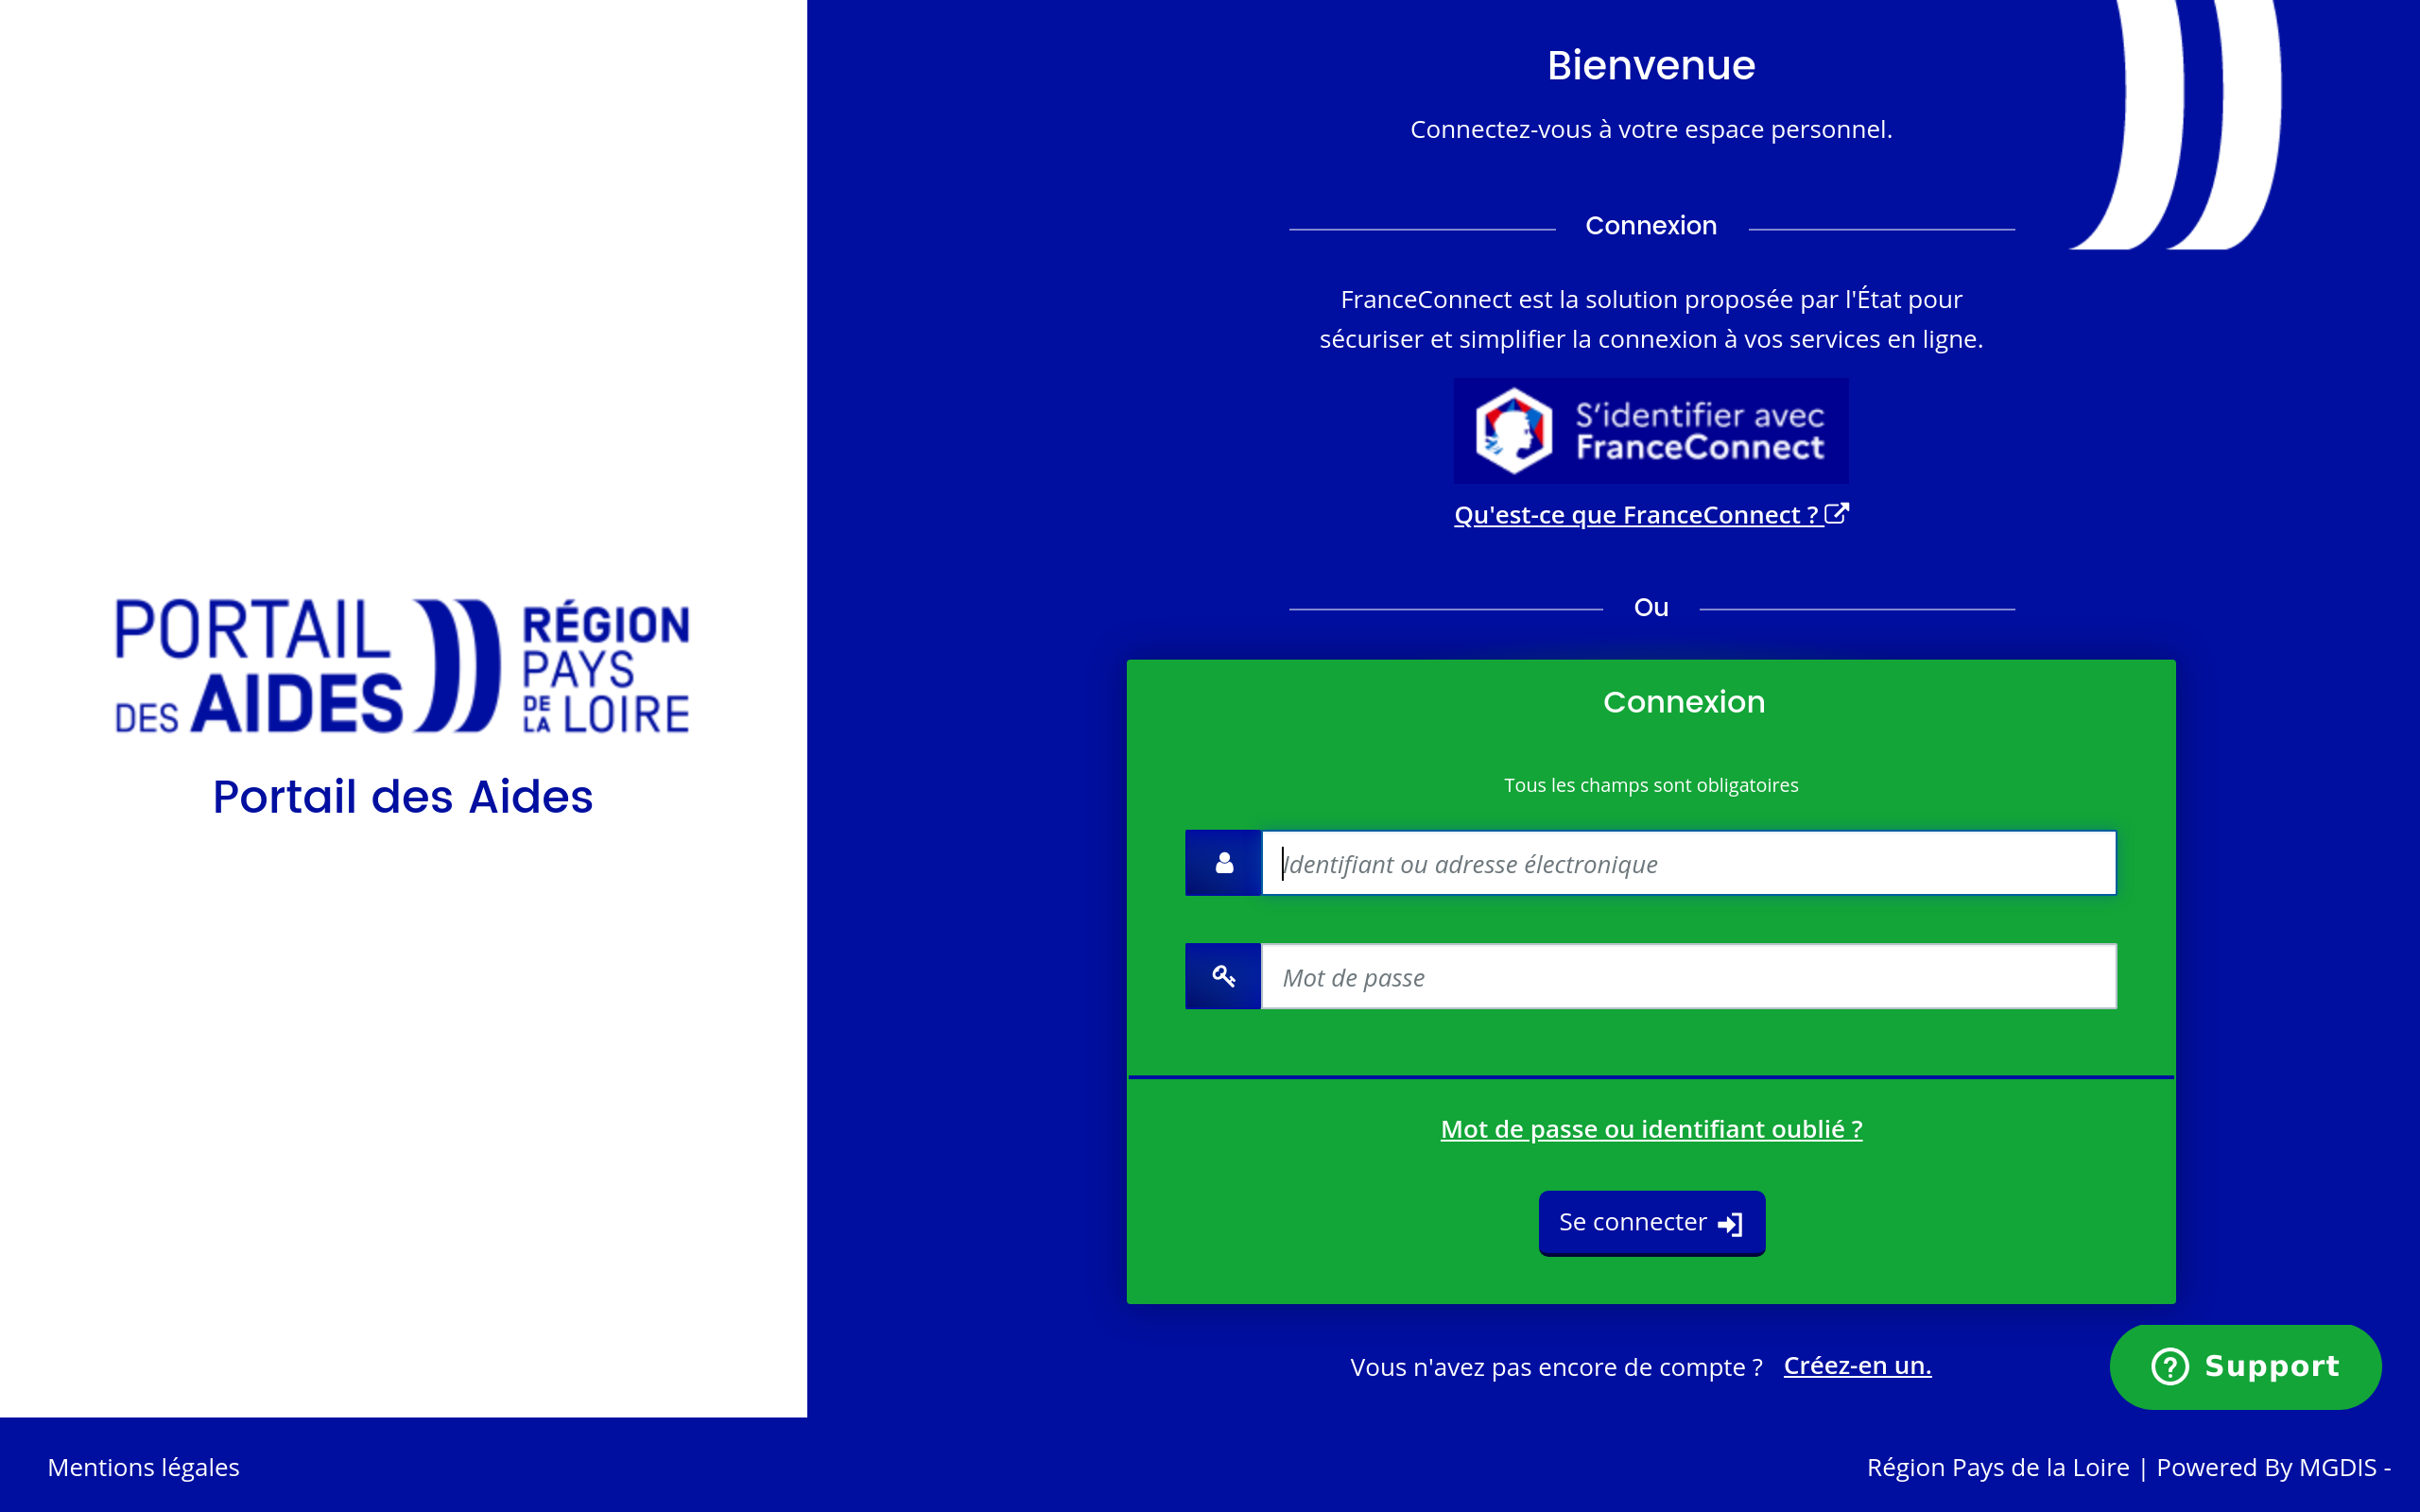 PORTAIL
DES AIDES
RÉGION
PAYS
DE LA LOIRE
Portail des Aides
Bienvenue
Connectez-vous à votre espace personnel.
Connexion
FranceConnect est la solution proposée par l'État pour
sécuriser et simplifier la connexion à vos services en ligne.
S'identifier avec
FranceConnect
Qu'est-ce que FranceConnect ?
Ou
Connexion
Tous les champs sont obligatoires
Identifiant ou adresse électronique
Mot de passe
Mot de passe ou identifiant oublié ?
Se connecter
Vous n'avez pas encore de compte ? Créez-en un.
Support
Mentions légales
Région Pays de la Loire | Powered By MGDIS -